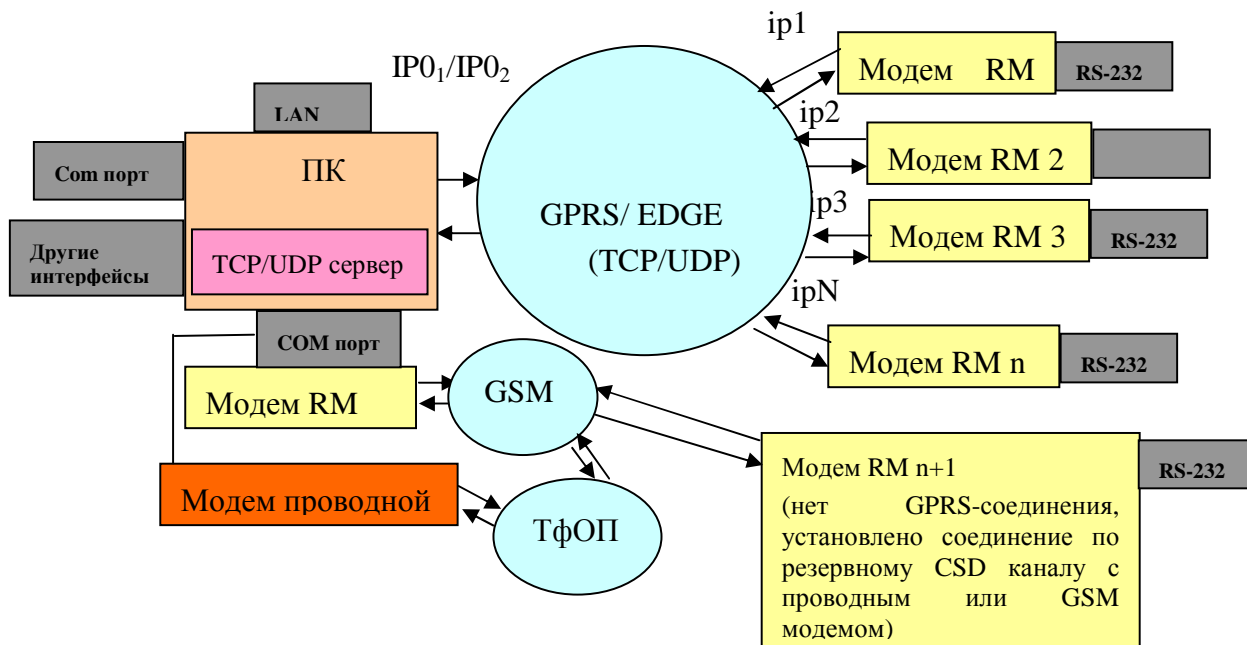 ip1
IP0₁/IP0₂
Модем RM
RS-232
LAN
ip2
ПК
Com порт
Модем RM 2
ip3
GPRS/ EDGE
(TCP/UDP)
Модем RM 3
RS-232
Другие
интерфейсы
TCP/UDP сервер
ipN
COM порт
Модем RM n
RS-232
Модем RM
GSM
Модем RM n+1
RS-232
(нет GPRS-соединения,
установлено соединение по
резервному CSD каналу с
проводным или GSM
модемом)
Модем проводной
ТфОП